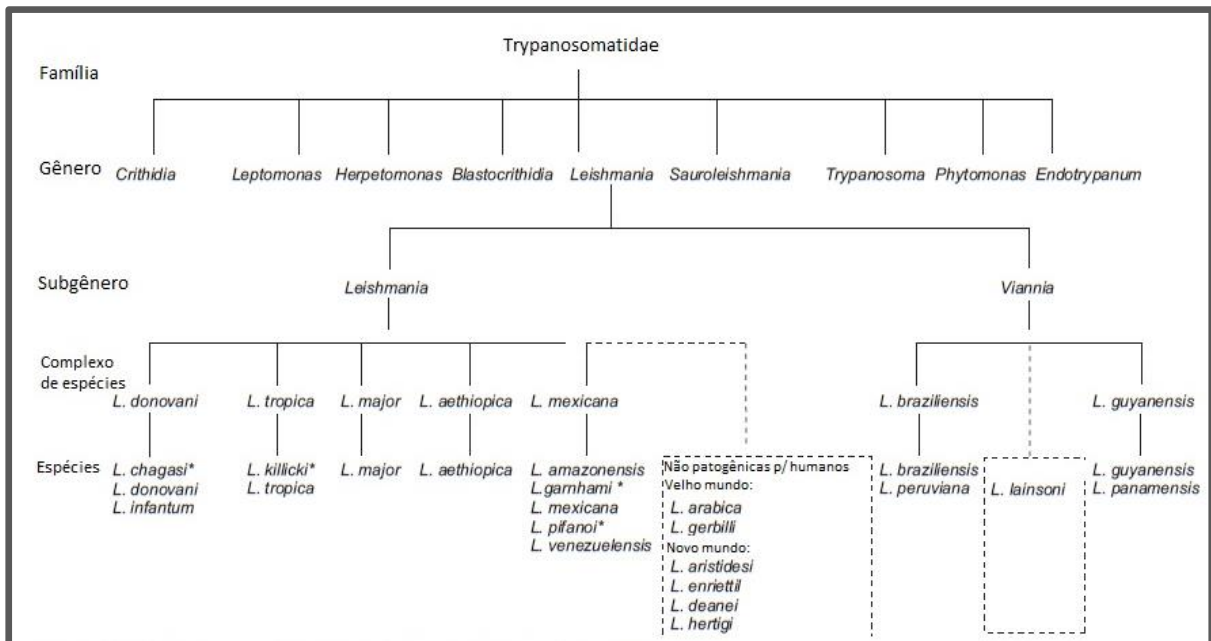 Trypanosomatidae
Família
Gênero
Crithidia Leptomonas Herpetomonas Blastocrithidia Leishmania Sauroleishmania Trypanosoma Phytomonas Endotrypanum
Subgênero
Leishmania Viannia
Complexo
de espécies
L. donovani L. tropica L. major L. aethiopica L. mexicana L. braziliensis L. guyanensis
Espécies
L. chagasi*
L. donovani
L. infantum
L. killicki*
L. tropica
L. major
L. aethiopica
L. amazonensis
L.garnhami *
L. mexicana
L. pifanoi*
L. venezuelensis
Não patogênicas p/ humanos
Velho mundo:
L. arabica
L. gerbilli
Novo mundo:
L. aristidesi
L. enriettil
L. deanei
L. hertigi
L. braziliensis
L. peruviana
L. lainsoni
L. guyanensis
L. panamensis